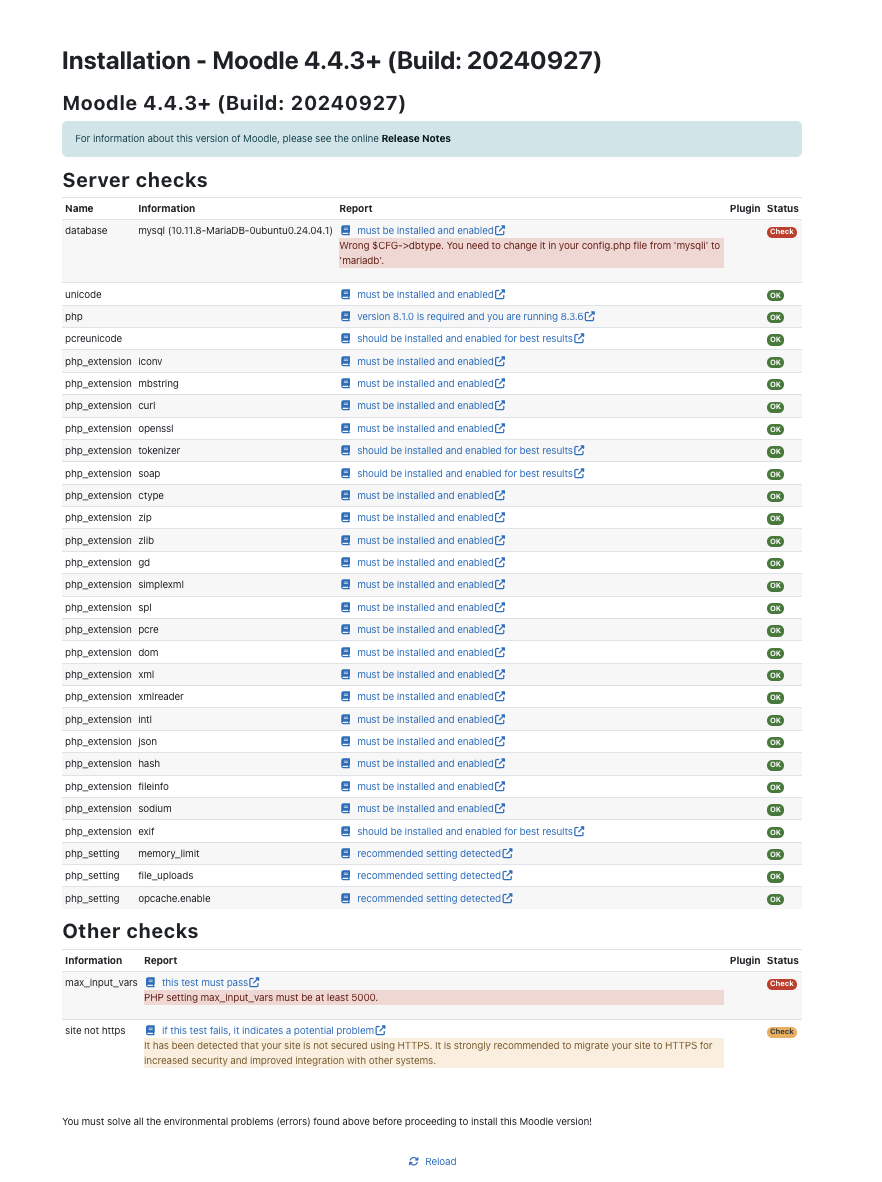 Installation - Moodle 4.4.3+ (Build: 20240927)
Moodle 4.4.3+ (Build: 20240927)
For information about this version of Moodle, please see the online Release Notes
Server checks
Name Information Report Plugin Status
database mysql (10.11.8-MariaDB-0ubuntu0.24.04.1) must be installed and enabled Check
Wrong $CFG->dbtype. You need to change it in your config.php file from 'mysqli' to
'mariadb'.
unicode must be installed and enabled OK
php version 8.1.0 is required and you are running 8.3.6 OK
pcreunicode should be installed and enabled for best results OK
php_extension iconv must be installed and enabled OK
php_extension mbstring must be installed and enabled OK
php_extension curl must be installed and enabled OK
php_extension openssl must be installed and enabled OK
php_extension tokenizer should be installed and enabled for best results OK
php_extension soap should be installed and enabled for best results OK
php_extension ctype must be installed and enabled OK
php_extension zip must be installed and enabled OK
php_extension zlib must be installed and enabled OK
php_extension gd must be installed and enabled OK
php_extension simplexml must be installed and enabled OK
php_extension spl must be installed and enabled OK
php_extension pcre must be installed and enabled OK
php_extension dom must be installed and enabled OK
php_extension xml must be installed and enabled OK
php_extension xmlreader must be installed and enabled OK
php_extension intl must be installed and enabled OK
php_extension json must be installed and enabled OK
php_extension hash must be installed and enabled OK
php_extension fileinfo must be installed and enabled OK
php_extension sodium must be installed and enabled OK
php_extension exif should be installed and enabled for best results OK
php_setting memory_limit recommended setting detected OK
php_setting file_uploads recommended setting detected OK
php_setting opcache.enable recommended setting detected OK
Other checks
Information Report Plugin Status
max_input_vars this test must pass Check
PHP setting max_input_vars must be at least 5000.
site not https if this test fails, it indicates a potential problem Check
It has been detected that your site is not secured using HTTPS. It is strongly recommended to migrate your site to HTTPS for
increased security and improved integration with other systems.
You must solve all the environmental problems (errors) found above before proceeding to install this Moodle version!
Reload